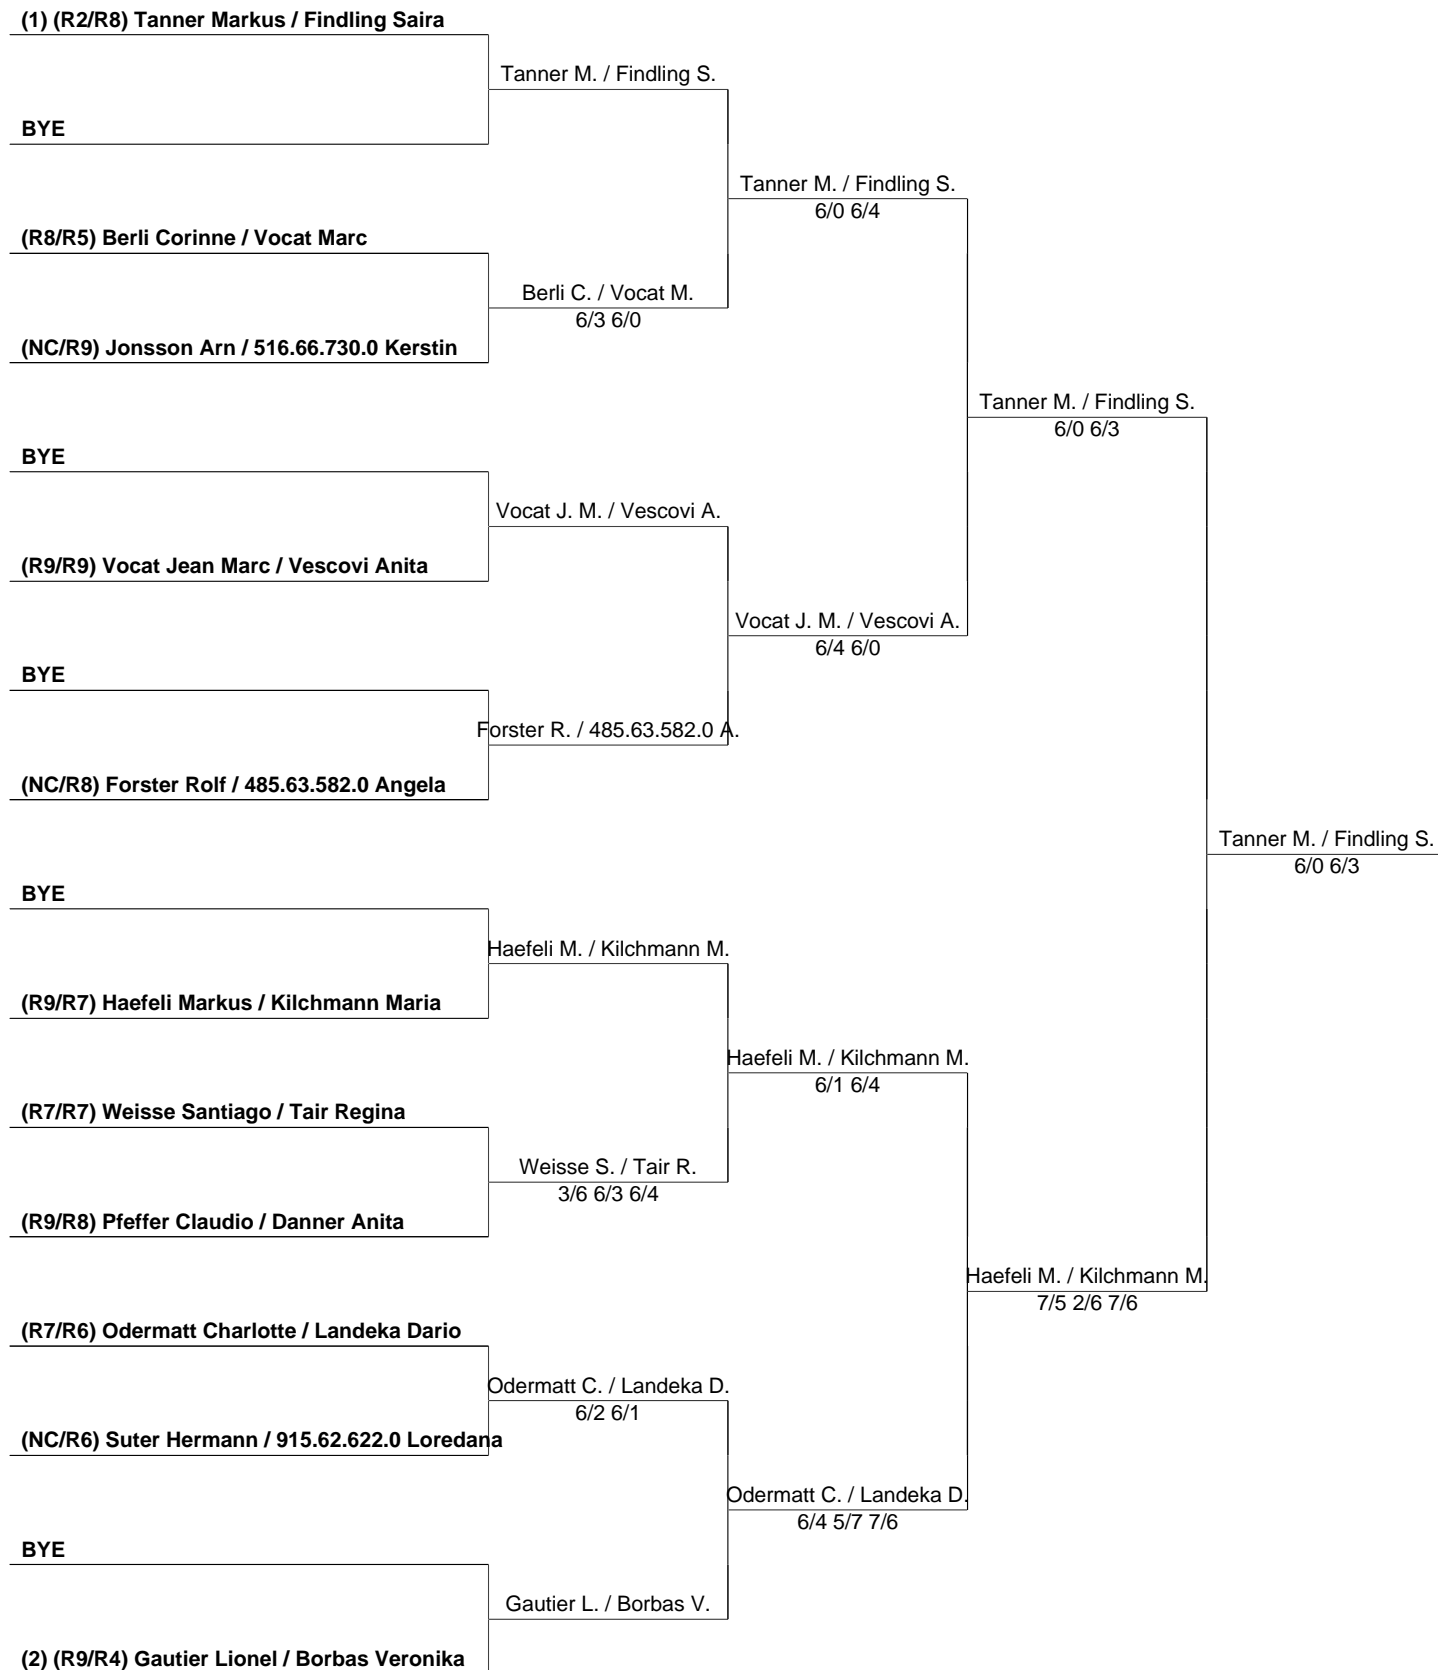 (1) (R2/R8) Tanner Markus / Findling Saira
Tanner M. / Findling S.
BYE
Tanner M. / Findling S.
6/0 6/4
(R8/R5) Berli Corinne / Vocat Marc
Berli C. / Vocat M.
6/3 6/0
(NC/R9) Jonsson Arn / 516.66.730.0 Kerstin
Tanner M. / Findling S.
6/0 6/3
BYE
Vocat J. M. / Vescovi A.
(R9/R9) Vocat Jean Marc / Vescovi Anita
Vocat J. M. / Vescovi A.
6/4 6/0
BYE
Forster R. / 485.63.582.0 A.
(NC/R8) Forster Rolf / 485.63.582.0 Angela
Tanner M. / Findling S.
6/0 6/3
BYE
Haefeli M. / Kilchmann M.
(R9/R7) Haefeli Markus / Kilchmann Maria
Haefeli M. / Kilchmann M.
6/1 6/4
(R7/R7) Weisse Santiago / Tair Regina
Weisse S. / Tair R.
3/6 6/3 6/4
(R9/R8) Pfeffer Claudio / Danner Anita
Haefeli M. / Kilchmann M.
7/5 2/6 7/6
(R7/R6) Odermatt Charlotte / Landeka Dario
Odermatt C. / Landeka D.
6/2 6/1
(NC/R6) Suter Hermann / 915.62.622.0 Loredana
Odermatt C. / Landeka D.
6/4 5/7 7/6
BYE
Gautier L. / Borbas V.
(2) (R9/R4) Gautier Lionel / Borbas Veronika